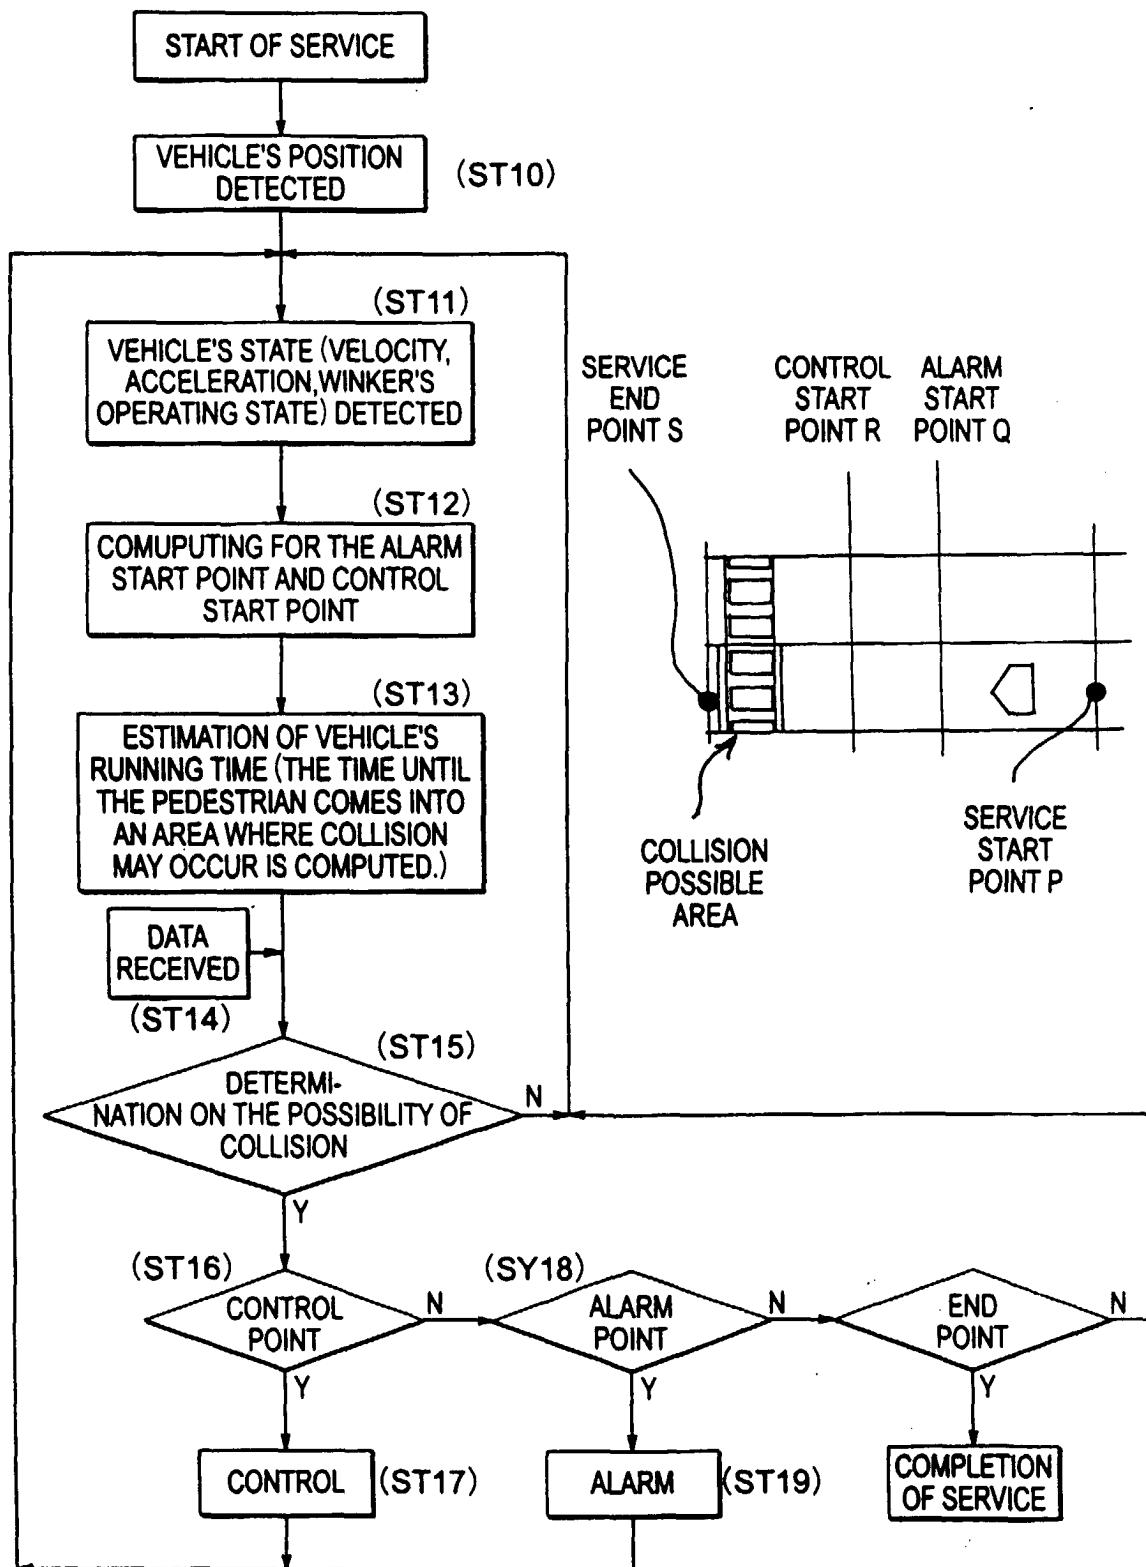 START OF SERVICE
VEHICLE'S POSITION
DETECTED
(ST10)
(ST11)
VEHICLE'S STATE (VELOCITY,
ACCELERATION,WINKER'S
OPERATING STATE) DETECTED
(ST12)
COMUPUTING FOR THE ALARM
START POINT AND CONTROL
START POINT
(ST13)
ESTIMATION OF VEHICLE'S
RUNNING TIME (THE TIME UNTIL
THE PEDESTRIAN COMES INTO
AN AREA WHERE COLLISION
MAY OCCUR IS COMPUTED.)
DATA
RECEIVED
(ST14)
(ST15)
DETERMI-
NATION ON THE POSSIBILITY OF
COLLISION
N
Y
(ST16)
CONTROL
POINT
N
Y
(SY18)
ALARM
POINT
N
Y
END
POINT
N
Y
CONTROL
(ST17)
ALARM
(ST19)
COMPLETION
OF SERVICE
SERVICE
END
POINT S
CONTROL
START
POINT R
ALARM
START
POINT Q
COLLISION
POSSIBLE
AREA
SERVICE
START
POINT P